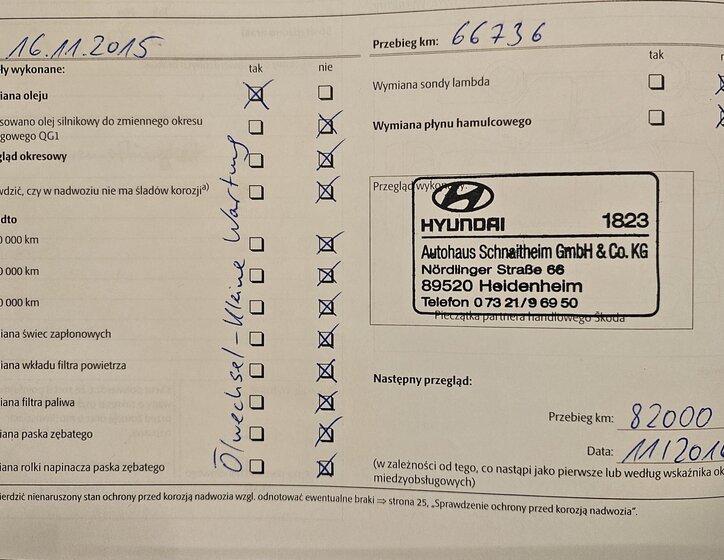 16.11.2015
Przebieg km: 66736
ły wykonane: tak nie
tak
iana oleju
Wymiana sondy lambda
sowano olej silnikowy do zmiennego okresu
gowego QG1
Wymiana płynu hamulcowego
gląd okresowy
wdzić, czy w nadwoziu nie ma śladów korozji a)
dto
0 000 km
0 000 km
0 000 km
iana świec zapłonowych
iana wkładu filtra powietrza
iana filtra paliwa
iana paska zębatego
iana rolki napinacza paska zębatego
Ölwechsel - Kleine Wartung
Przegląd wykony:
HYUNDAI 1823
Autohaus Schnaitheim GmbH & Co. KG
Nördlinger Straße 66
89520 Heidenheim
Telefon 0 73 21/9 69 50
Pieczątka partnera handlowego Škoda
Następny przegląd:
Przebieg km: 82000
Data: 11/201
(w zależności od tego, co nastąpi jako pierwsze lub według wskaźnika ok
międzyobsługowych)
ierdzić nienaruszony stan ochrony przed korozją nadwozia wzgl. odnotować ewentualne braki ⇒ strona 25, „Sprawdzenie ochrony przed korozją nadwozia”.